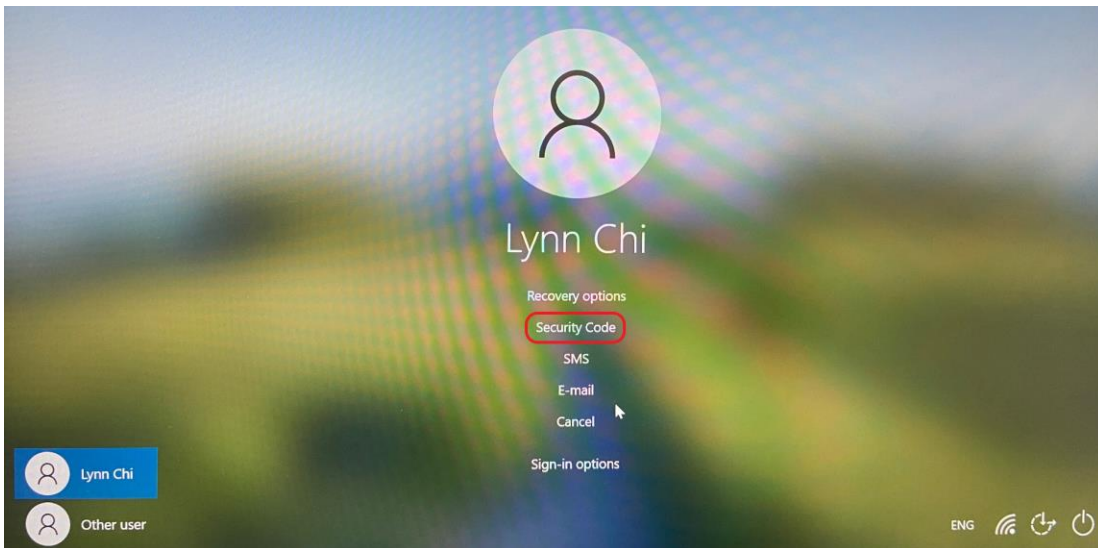 Lynn Chi
Recovery options
Security Code
SMS
E-mail
Cancel
Sign-in options
Lynn Chi
Other user
ENG